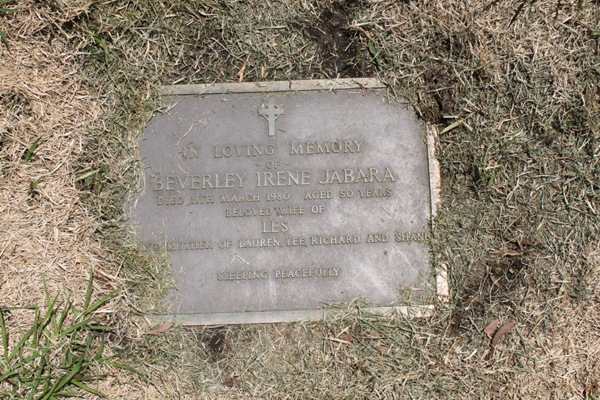 IN LOVING MEMORY
- OF -
BEVERLEY IRENE JABARA
DIED 11TH MARCH 1980 AGED 50 YEARS
BELOVED WIFE OF
LES
AND MOTHER OF LAUREN, LEE, RICHARD AND SHANE
SLEEPING PEACEFULLY